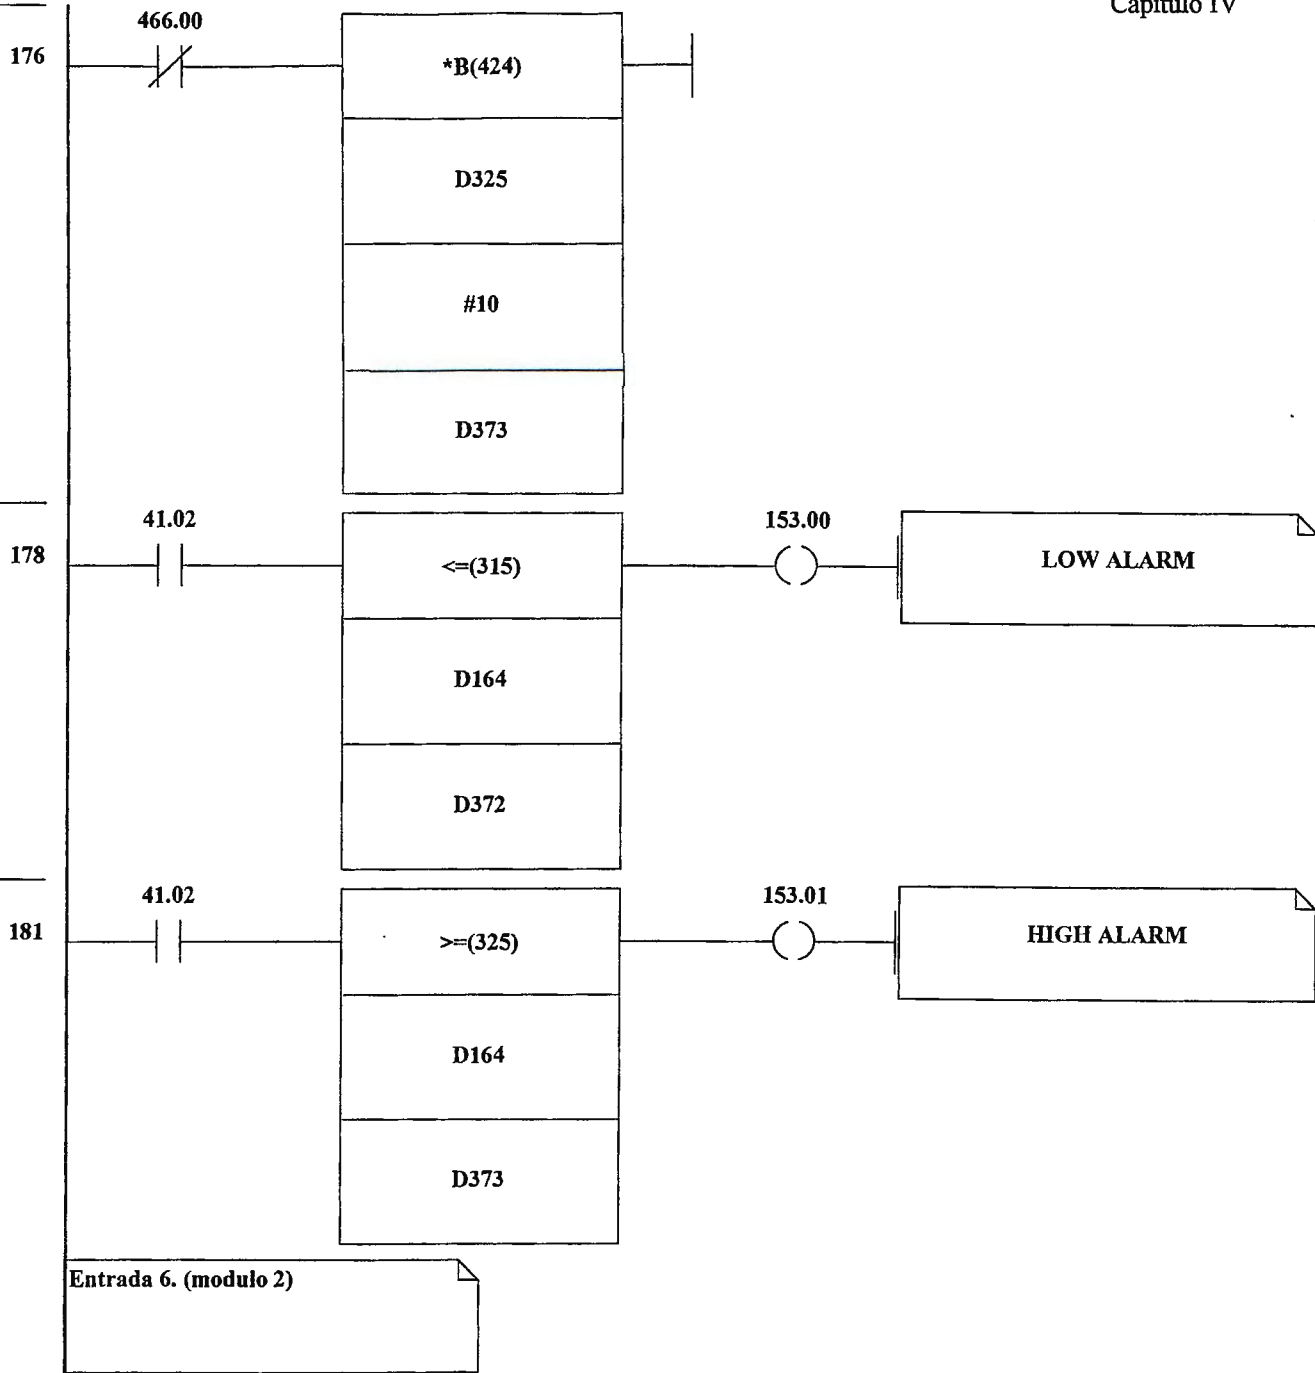 Capítulo IV
466.00
176
*B(424)
D325
#10
D373
41.02
153.00
178
<=(315)
LOW ALARM
D164
D372
41.02
153.01
181
>=(325)
HIGH ALARM
D164
D373
Entrada 6. (modulo 2)